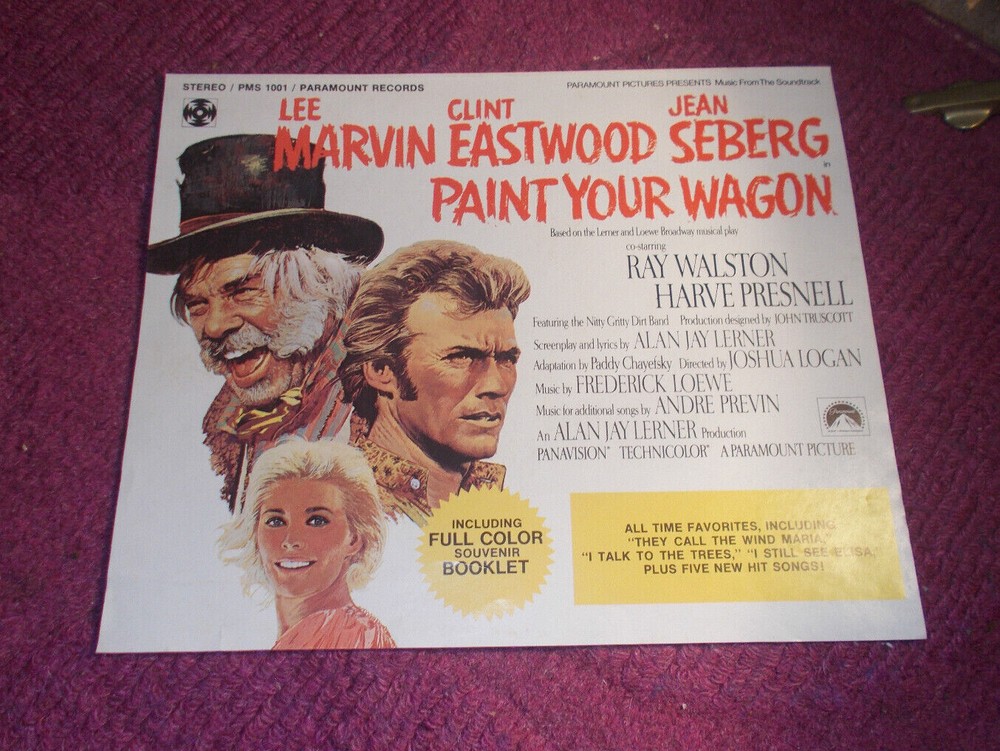 STEREO / PMS 1001 / PARAMOUNT RECORDS
PARAMOUNT PICTURES PRESENTS Music From The Soundtrack
LEE CLINT JEAN
MARVIN EASTWOOD SEBERG
in
PAINT YOUR WAGON
Based on the Lerner and Loewe Broadway musical play
co-starring
RAY WALSTON
HARVE PRESNELL
Featuring the Nitty Gritty Dirt Band Production designed by JOHN TRUSCOTT
Screenplay and lyrics by ALAN JAY LERNER
Adaptation by Paddy Chayefsky Directed by JOSHUA LOGAN
Music by FREDERICK LOEWE
Music for additional songs by ANDRE PREVIN
An ALAN JAY LERNER Production
PANAVISION® TECHNICOLOR® A PARAMOUNT PICTURE
Paramount
INCLUDING
FULL COLOR
SOUVENIR
BOOKLET
ALL TIME FAVORITES, INCLUDING
"THEY CALL THE WIND MARIA,"
"I TALK TO THE TREES," "I STILL SEE ELISA,
PLUS FIVE NEW HIT SONGS!